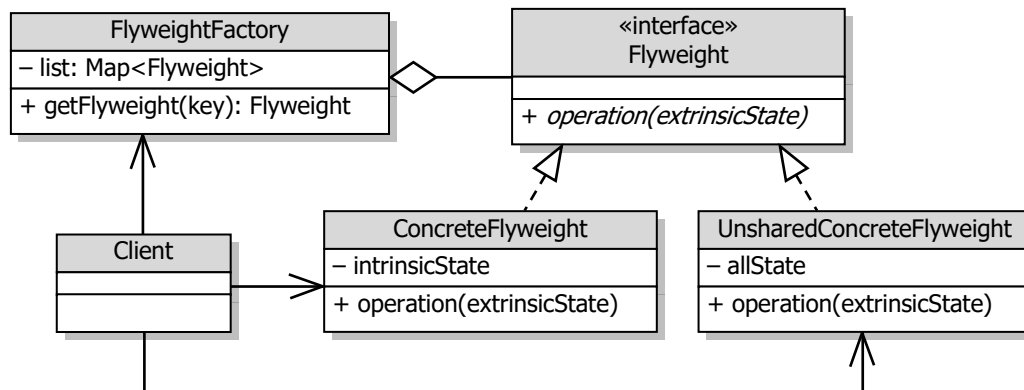 FlyweightFactory
– list: Map<Flyweight>
+ getFlyweight(key): Flyweight
«interface»
Flyweight
+ operation(extrinsicState)
Client
ConcreteFlyweight
– intrinsicState
+ operation(extrinsicState)
UnsharedConcreteFlyweight
– allState
+ operation(extrinsicState)